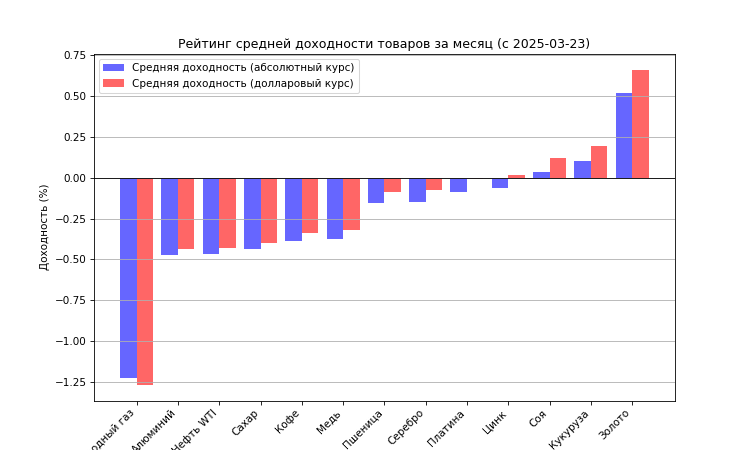 Рейтинг средней доходности товаров за месяц (с 2025-03-23)
Средняя доходность (абсолютный курс)
Средняя доходность (долларовый курс)
Доходность (%)
0.75
0.50
0.25
0.00
−0.25
−0.50
−0.75
−1.00
−1.25
газ
Алюминий
Нефть WTI
Сахар
Кофе
Медь
Пшеница
Серебро
Платина
Цинк
Соя
Кукуруза
Золото